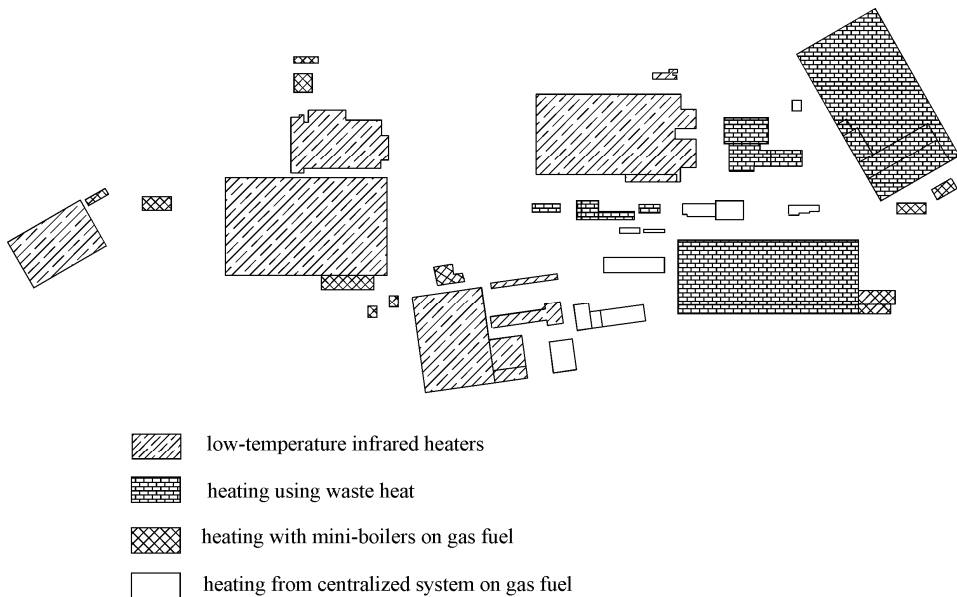 low-temperature infrared heaters
heating using waste heat
heating with mini-boilers on gas fuel
heating from centralized system on gas fuel